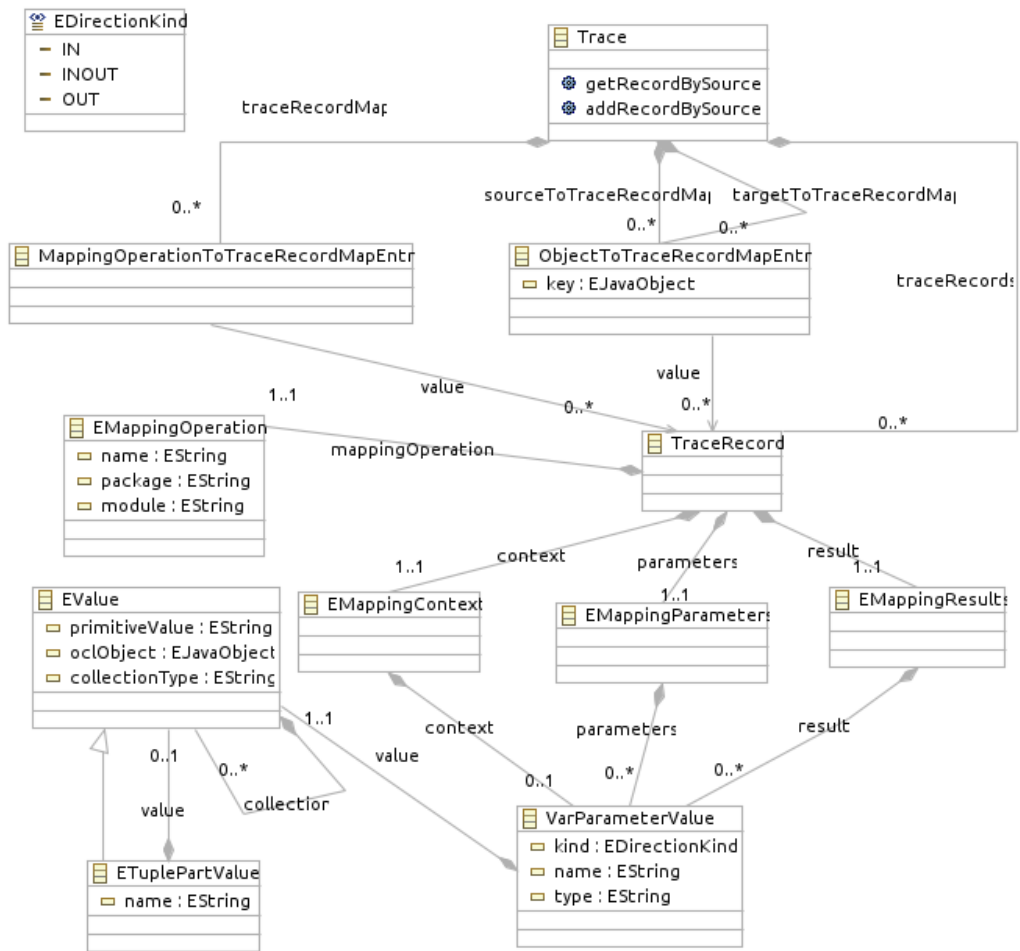 EDirectionKind
IN
INOUT
OUT
Trace
getRecordBySource
addRecordBySource
traceRecordMap
sourceToTraceRecordMap
targetToTraceRecordMap
0..*
0..*
0..*
MappingOperationToTraceRecordMapEntr
ObjectToTraceRecordMapEntr
key : EJavaObject
traceRecords
value
value
1..1
0..*
0..*
0..*
EMappingOperation
name : EString
package : EString
module : EString
mappingOperation
TraceRecord
context
parameters
result
1..1
1..1
1..1
EValue
primitiveValue : EString
oclObject : EJavaObject
collectionType : EString
EMappingContext
EMappingParameters
EMappingResults
1..1
context
parameters
result
value
0..1
0..*
0..1
0..*
0..*
collection
value
VarParameterValue
kind : EDirectionKind
name : EString
type : EString
ETuplePartValue
name : EString